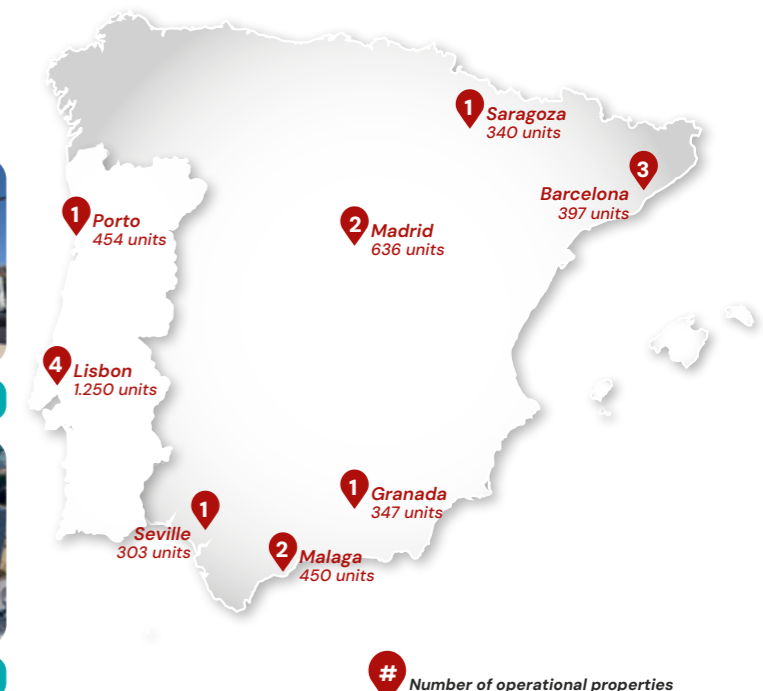 1
Saragoza
340 units
3
Barcelona
397 units
1
Porto
454 units
2
Madrid
636 units
4
Lisbon
1.250 units
1
Granada
347 units
1
Seville
303 units
2
Malaga
450 units
#
Number of operational properties